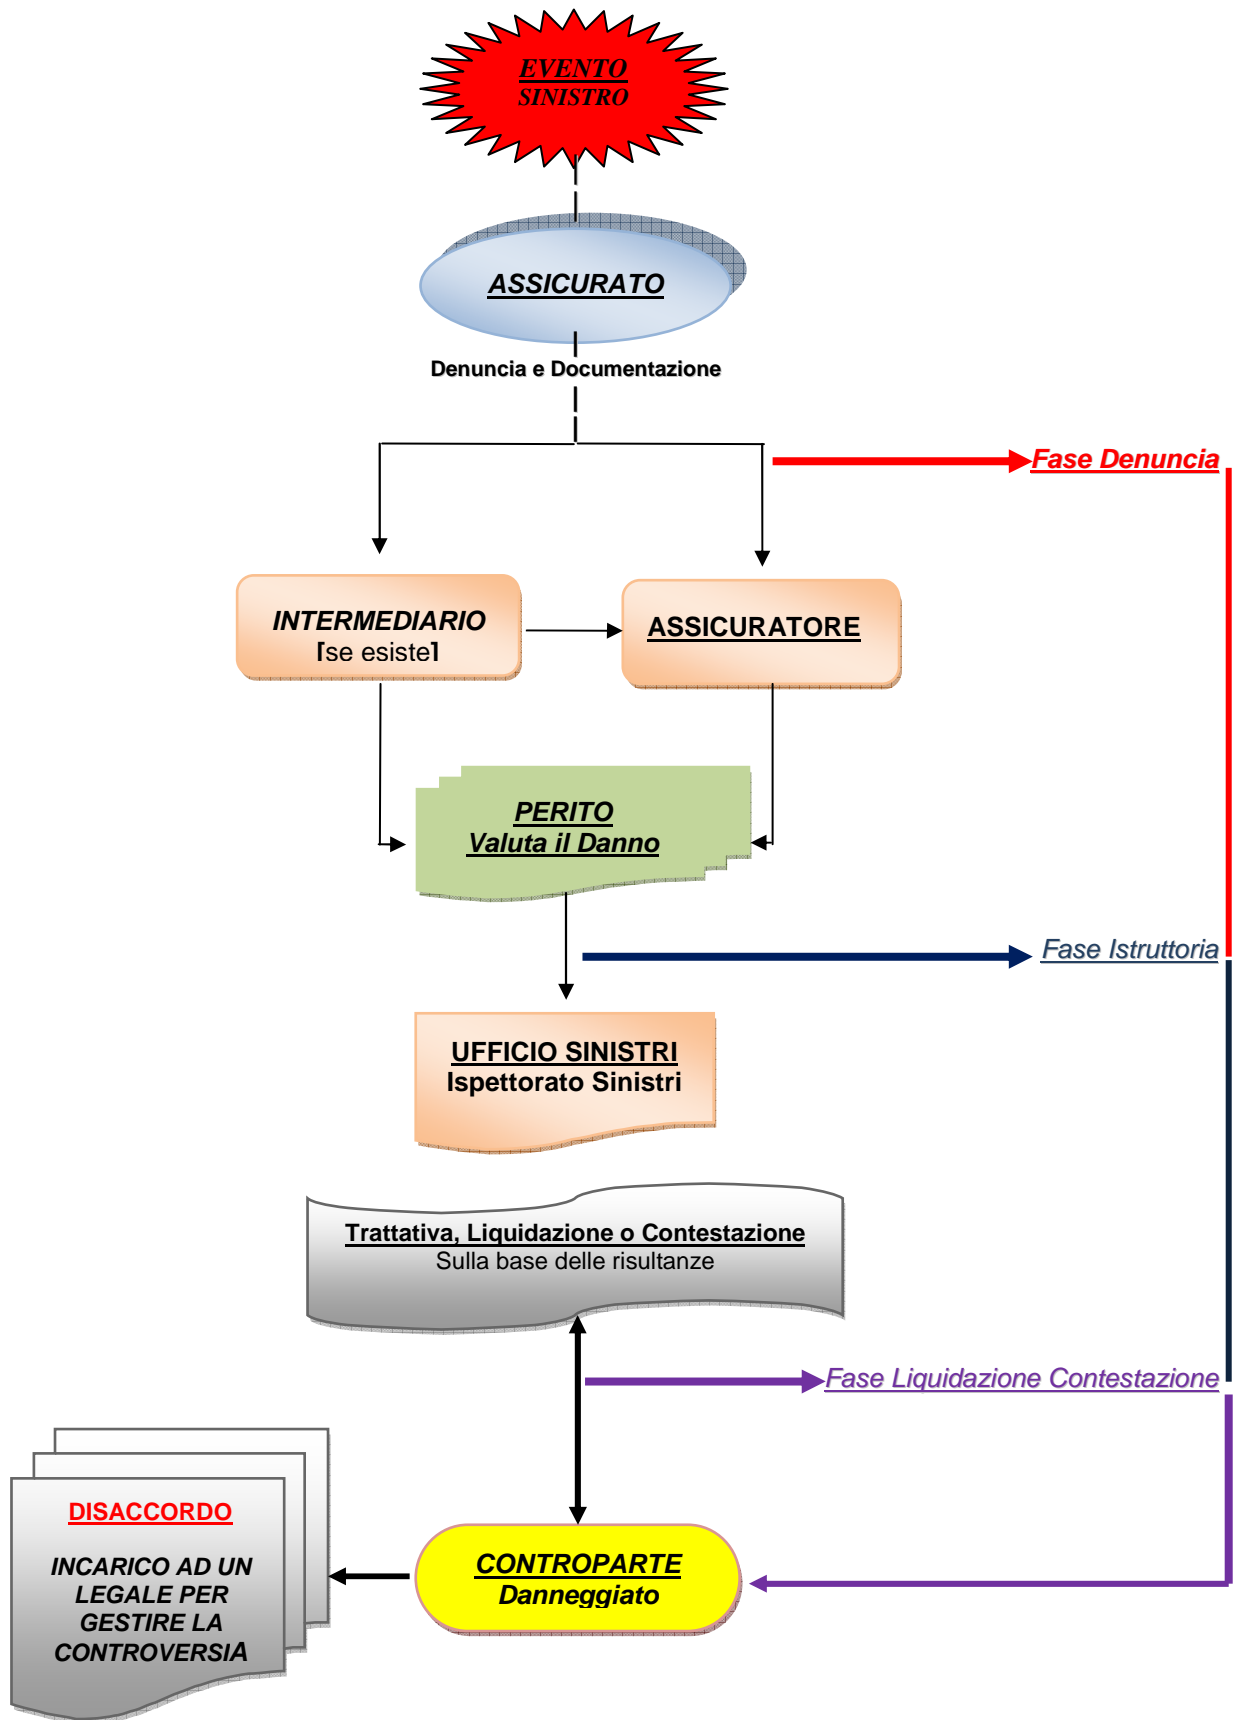 EVENTO
SINISTRO
ASSICURATO
Denuncia e Documentazione
Fase Denuncia
INTERMEDIARIO
[se esiste]
ASSICURATORE
PERITO
Valuta il Danno
Fase Istruttoria
UFFICIO SINISTRI
Ispettorato Sinistri
Trattativa, Liquidazione o Contestazione
Sulla base delle risultanze
Fase Liquidazione Contestazione
DISACCORDO
INCARICO AD UN
LEGALE PER
GESTIRE LA
CONTROVERSIA
CONTROPARTE
Danneggiato